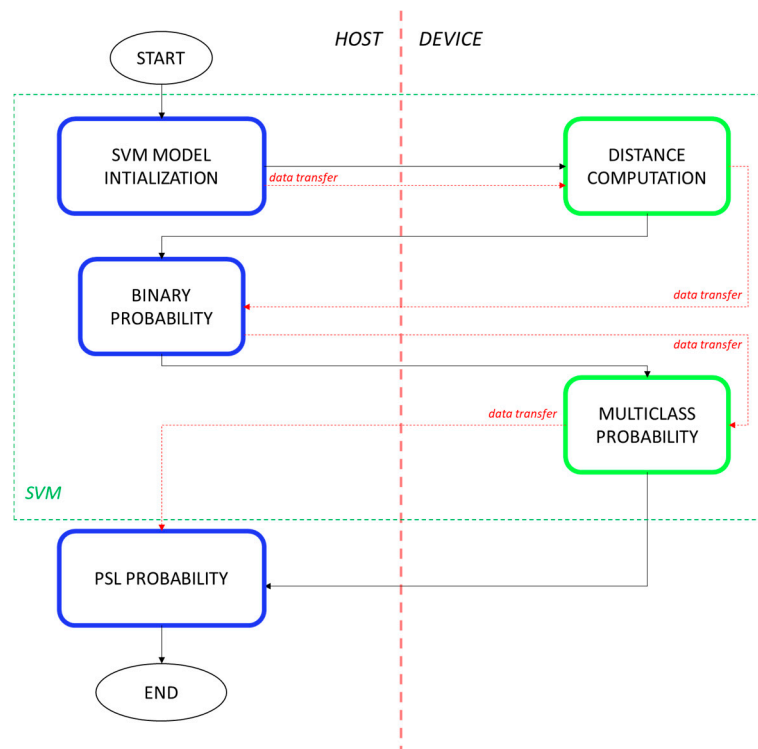 HOST
DEVICE
START
SVM MODEL
INTIALIZATION
DISTANCE
COMPUTATION
data transfer
BINARY
PROBABILITY
data transfer
data transfer
MULTICLASS
PROBABILITY
data transfer
SVM
PSL PROBABILITY
END